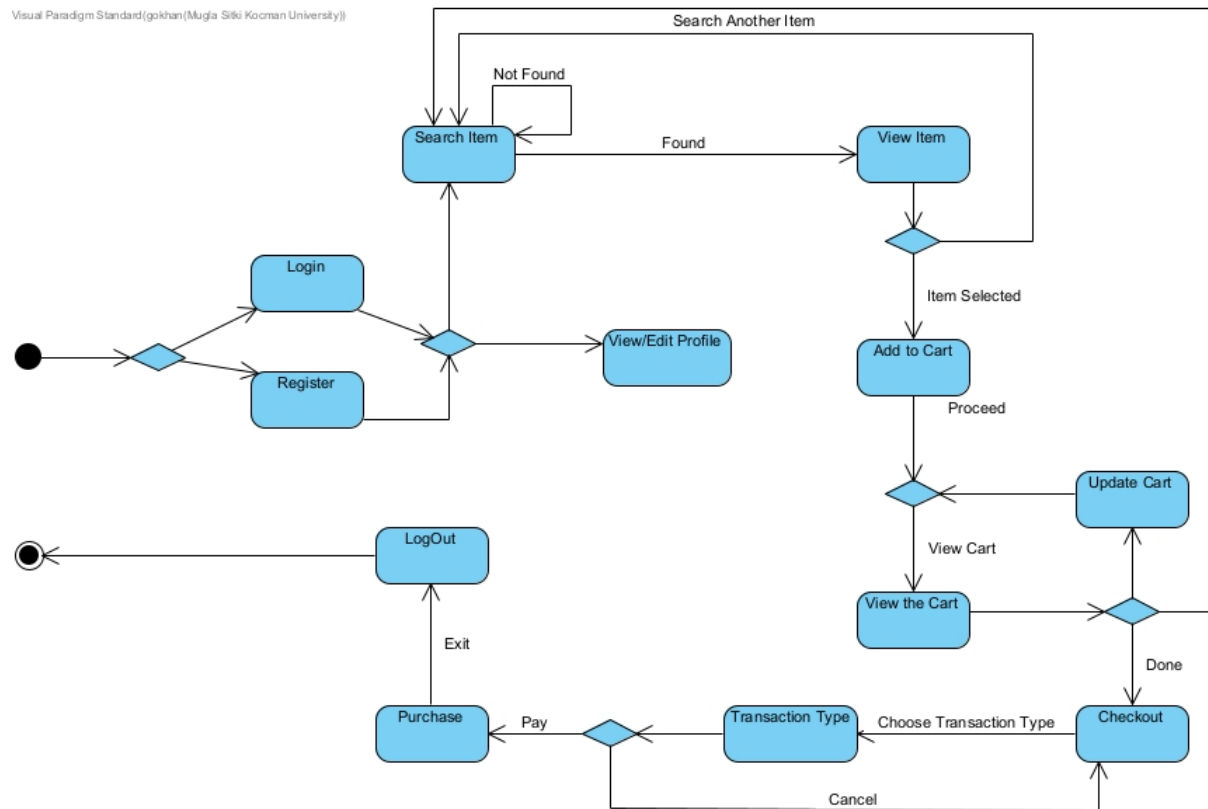 Visual Paradigm Standard(gokhan(Mugla Sitki Kocman University))
Search Another Item
Not Found
Search Item
Found
View Item
Login
Item Selected
View/Edit Profile
Add to Cart
Register
Proceed
Update Cart
LogOut
View Cart
View the Cart
Exit
Done
Purchase
Pay
Transaction Type
Choose Transaction Type
Checkout
Cancel